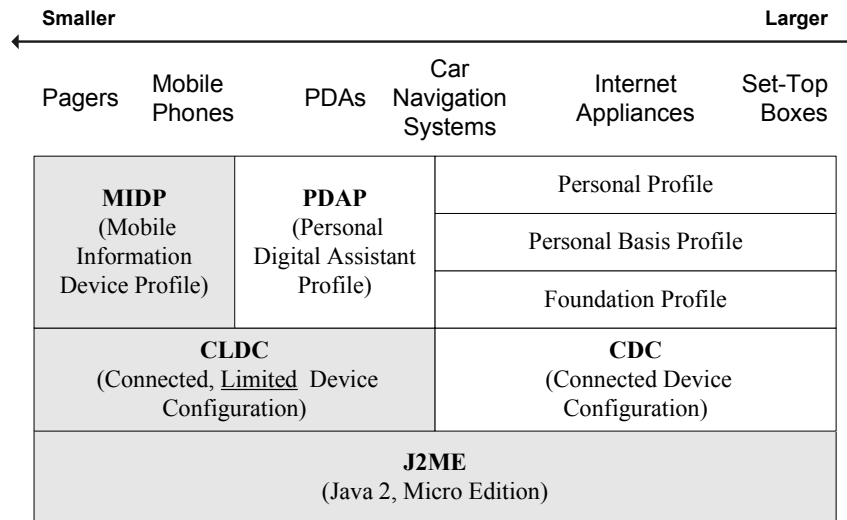 Smaller Larger
Pagers
Mobile
Phones
PDAs
Car
Navigation
Systems
Internet
Appliances
Set-Top
Boxes
MIDP
(Mobile
Information
Device Profile)
PDAP
(Personal
Digital Assistant
Profile)
Personal Profile
Personal Basis Profile
Foundation Profile
CLDC
(Connected, Limited Device
Configuration)
CDC
(Connected Device
Configuration)
J2ME
(Java 2, Micro Edition)